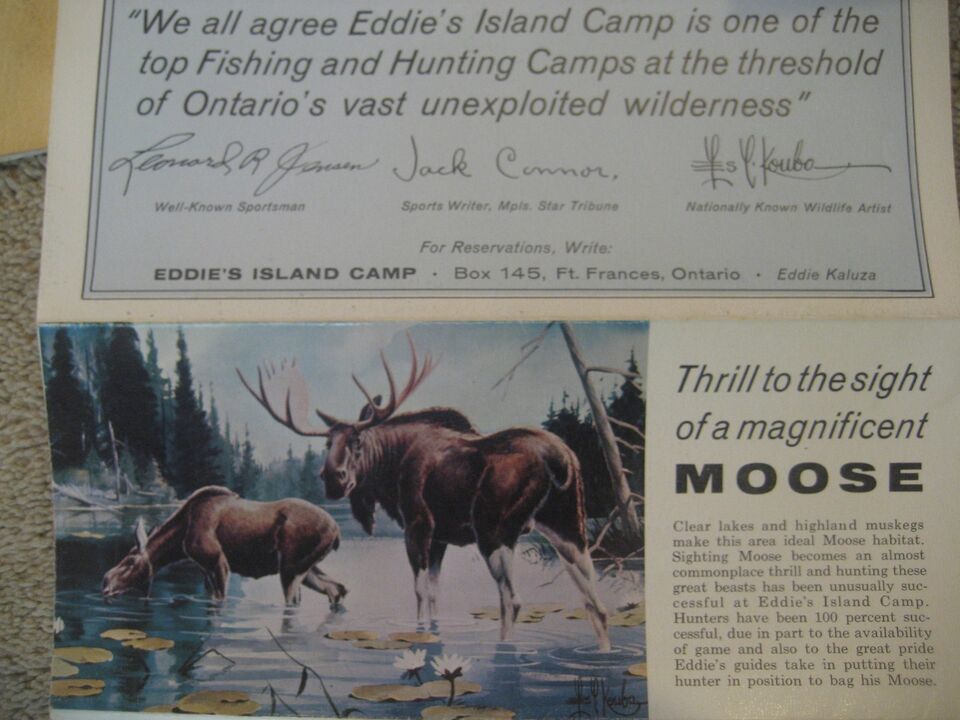 "We all agree Eddie's Island Camp is one of the
top Fishing and Hunting Camps at the threshold
of Ontario's vast unexploited wilderness"
Leonard R. Jensen Jack Connor, Les C. Kouba
Well-Known Sportsman Sports Writer, Mpls. Star Tribune Nationally Known Wildlife Artist
For Reservations, Write:
EDDIE'S ISLAND CAMP · Box 145, Ft. Frances, Ontario · Eddie Kaluza
Thrill to the sight
of a magnificent
MOOSE
Clear lakes and highland muskegs
make this area ideal Moose habitat.
Sighting Moose becomes an almost
commonplace thrill and hunting these
great beasts has been unusually suc-
cessful at Eddie's Island Camp.
Hunters have been 100 percent suc-
cessful, due in part to the availability
of game and also to the great pride
Eddie's guides take in putting their
hunter in position to bag his Moose.
Les C. Kouba